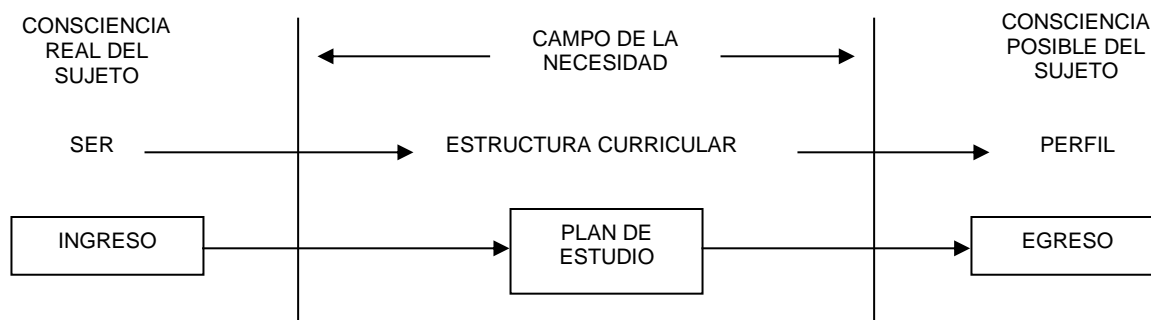 CONSCIENCIA
REAL DEL
SUJETO
CAMPO DE LA
NECESIDAD
CONSCIENCIA
POSIBLE DEL
SUJETO
SER
ESTRUCTURA CURRICULAR
PERFIL
INGRESO
PLAN DE
ESTUDIO
EGRESO